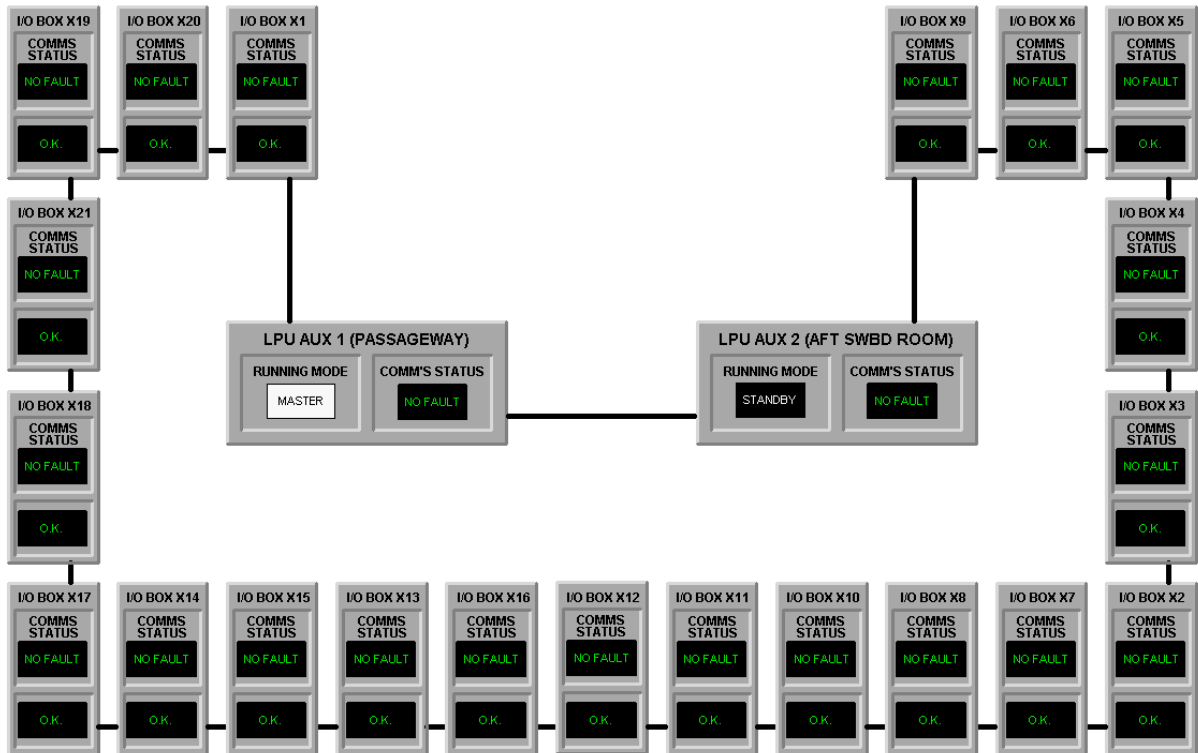 I/O BOX X19
COMMS
STATUS
NO FAULT
O.K.
I/O BOX X20
COMMS
STATUS
NO FAULT
O.K.
I/O BOX X1
COMMS
STATUS
NO FAULT
O.K.
I/O BOX X9
COMMS
STATUS
NO FAULT
O.K.
I/O BOX X6
COMMS
STATUS
NO FAULT
O.K.
I/O BOX X5
COMMS
STATUS
NO FAULT
O.K.
I/O BOX X21
COMMS
STATUS
NO FAULT
O.K.
I/O BOX X4
COMMS
STATUS
NO FAULT
O.K.
LPU AUX 1 (PASSAGEWAY)
RUNNING MODE
MASTER
COMM'S STATUS
NO FAULT
LPU AUX 2 (AFT SWBD ROOM)
RUNNING MODE
STANDBY
COMM'S STATUS
NO FAULT
I/O BOX X18
COMMS
STATUS
NO FAULT
O.K.
I/O BOX X3
COMMS
STATUS
NO FAULT
O.K.
I/O BOX X17
COMMS
STATUS
NO FAULT
O.K.
I/O BOX X14
COMMS
STATUS
NO FAULT
O.K.
I/O BOX X15
COMMS
STATUS
NO FAULT
O.K.
I/O BOX X13
COMMS
STATUS
NO FAULT
O.K.
I/O BOX X16
COMMS
STATUS
NO FAULT
O.K.
I/O BOX X12
COMMS
STATUS
NO FAULT
O.K.
I/O BOX X11
COMMS
STATUS
NO FAULT
O.K.
I/O BOX X10
COMMS
STATUS
NO FAULT
O.K.
I/O BOX X8
COMMS
STATUS
NO FAULT
O.K.
I/O BOX X7
COMMS
STATUS
NO FAULT
O.K.
I/O BOX X2
COMMS
STATUS
NO FAULT
O.K.